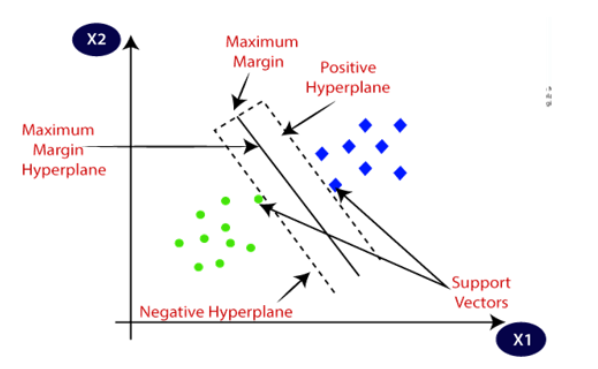 X2
Maximum
Margin
Positive
Hyperplane
Maximum
Margin
Hyperplane
Support
Vectors
Negative Hyperplane
X1